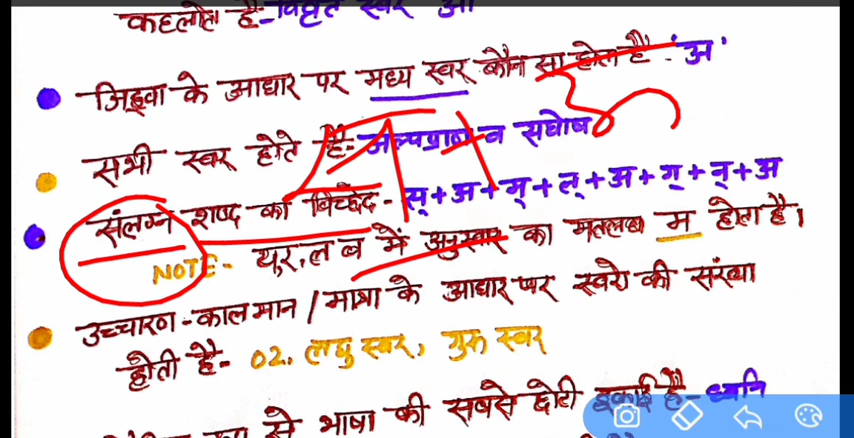 कहलाता है- विवृत स्वर आ
जिह्वा के आधार पर मध्य स्वर कौन सा होता है - 'अ'
सभी स्वर होते हैं- अल्पप्राण व सघोष
संलग्न शब्द का विच्छेद - स्+अ+म्+ल्+अ+ग्+न्+अ
NOTE- य,र,ल व में अनुस्वार का मतलब म होता है।
उच्चारण-कालमान/मात्रा के आधार पर स्वरों की संख्या
होती है- 02. लघु स्वर, गुरु स्वर
रूप से भाषा की सबसे छोटी इकाई है- ध्वनि